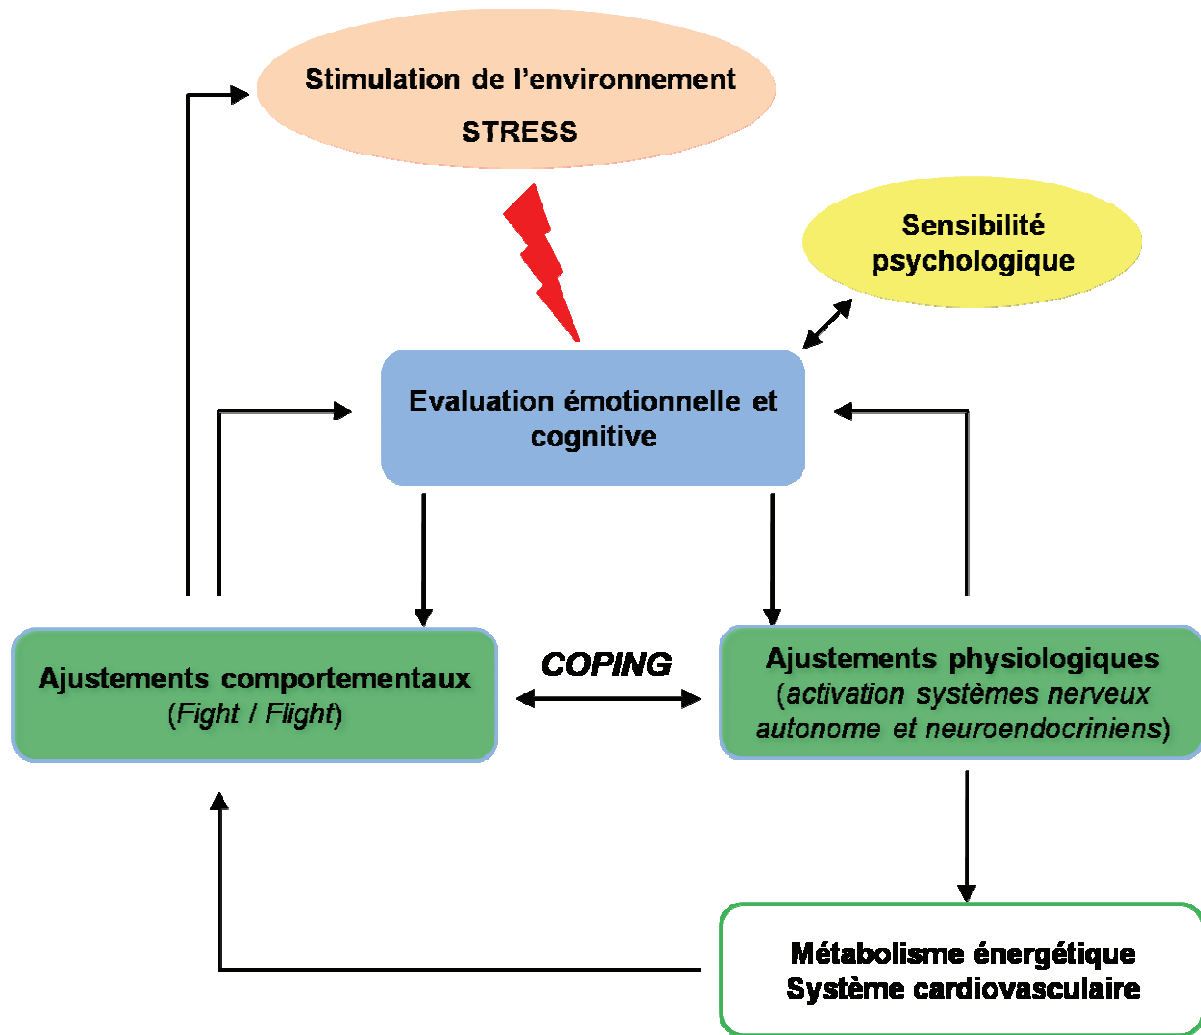 Stimulation de l'environnement
STRESS
Sensibilité
psychologique
Evaluation émotionnelle et
cognitive
Ajustements comportementaux
(Fight / Flight)
COPING
Ajustements physiologiques
(activation systèmes nerveux
autonome et neuroendocriniens)
Métabolisme énergétique
Système cardiovasculaire